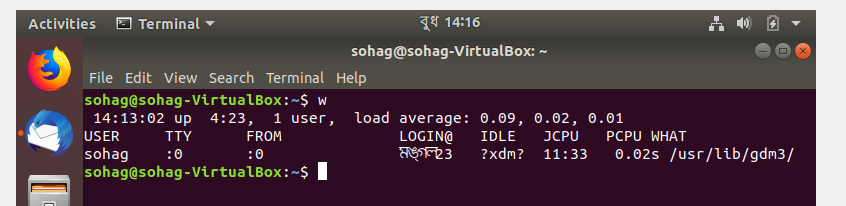 Activities Terminal বুধ 14:16
sohag@sohag-VirtualBox: ~
File Edit View Search Terminal Help
sohag@sohag-VirtualBox:~$ w
14:13:02 up 4:23, 1 user, load average: 0.09, 0.02, 0.01
USER TTY FROM LOGIN@ IDLE JCPU PCPU WHAT
sohag :0 :0 মঙ্গল23 ?xdm? 11:33 0.02s /usr/lib/gdm3/
sohag@sohag-VirtualBox:~$